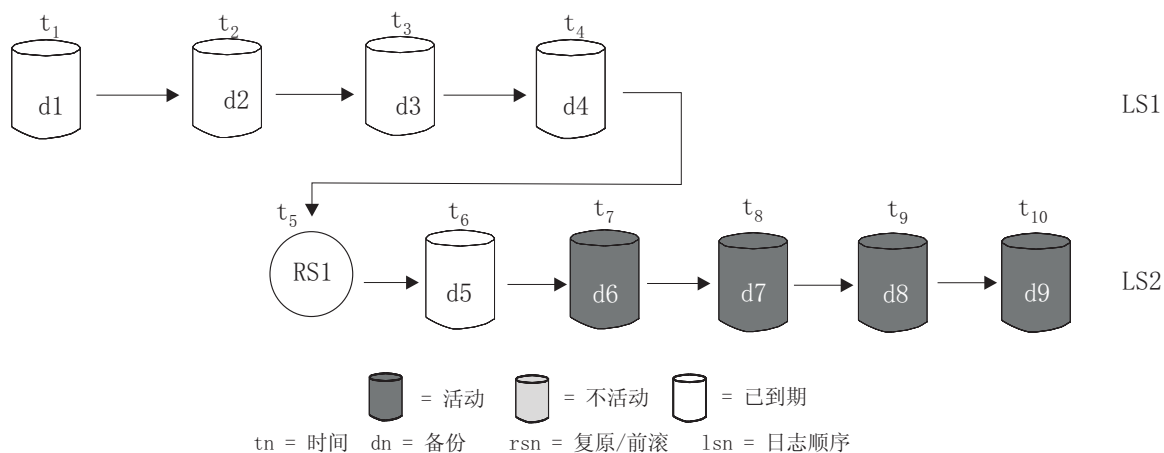 t1 t2 t3 t4
d1 d2 d3 d4 LS1
t5 t6 t7 t8 t9 t10
RS1 d5 d6 d7 d8 d9 LS2
= 活动 = 不活动 = 已到期
tn = 时间 dn = 备份 rsn = 复原/前滚 lsn = 日志顺序